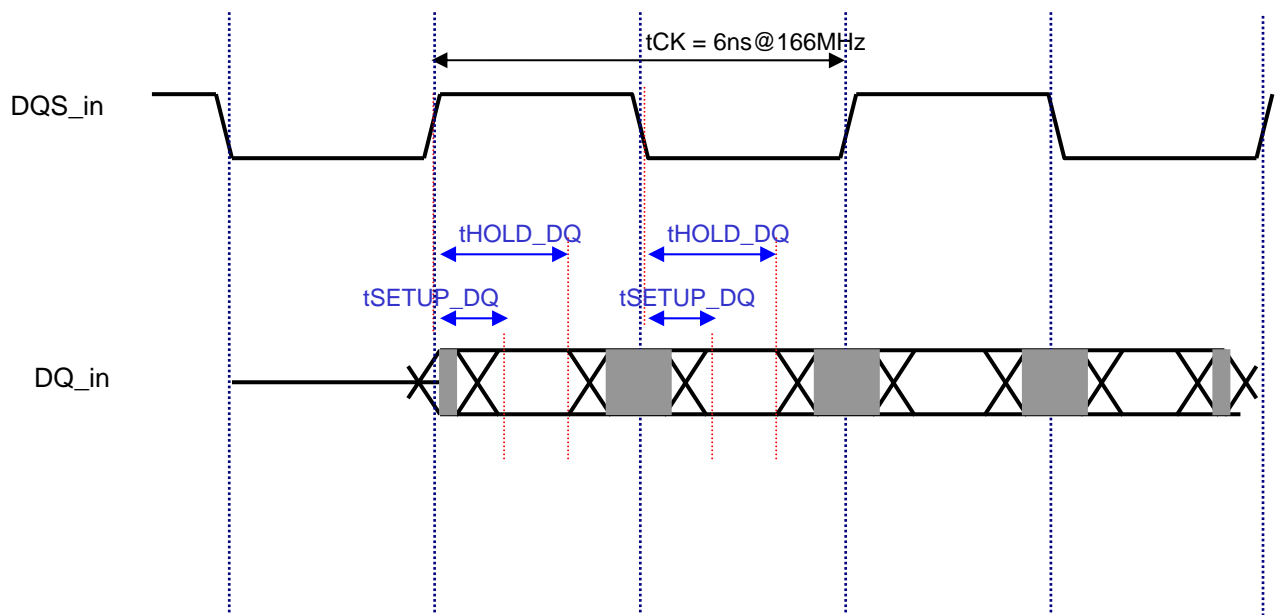 tCK = 6ns@166MHz
DQS_in
tHOLD_DQ
tHOLD_DQ
tSETUP_DQ
tSETUP_DQ
DQ_in